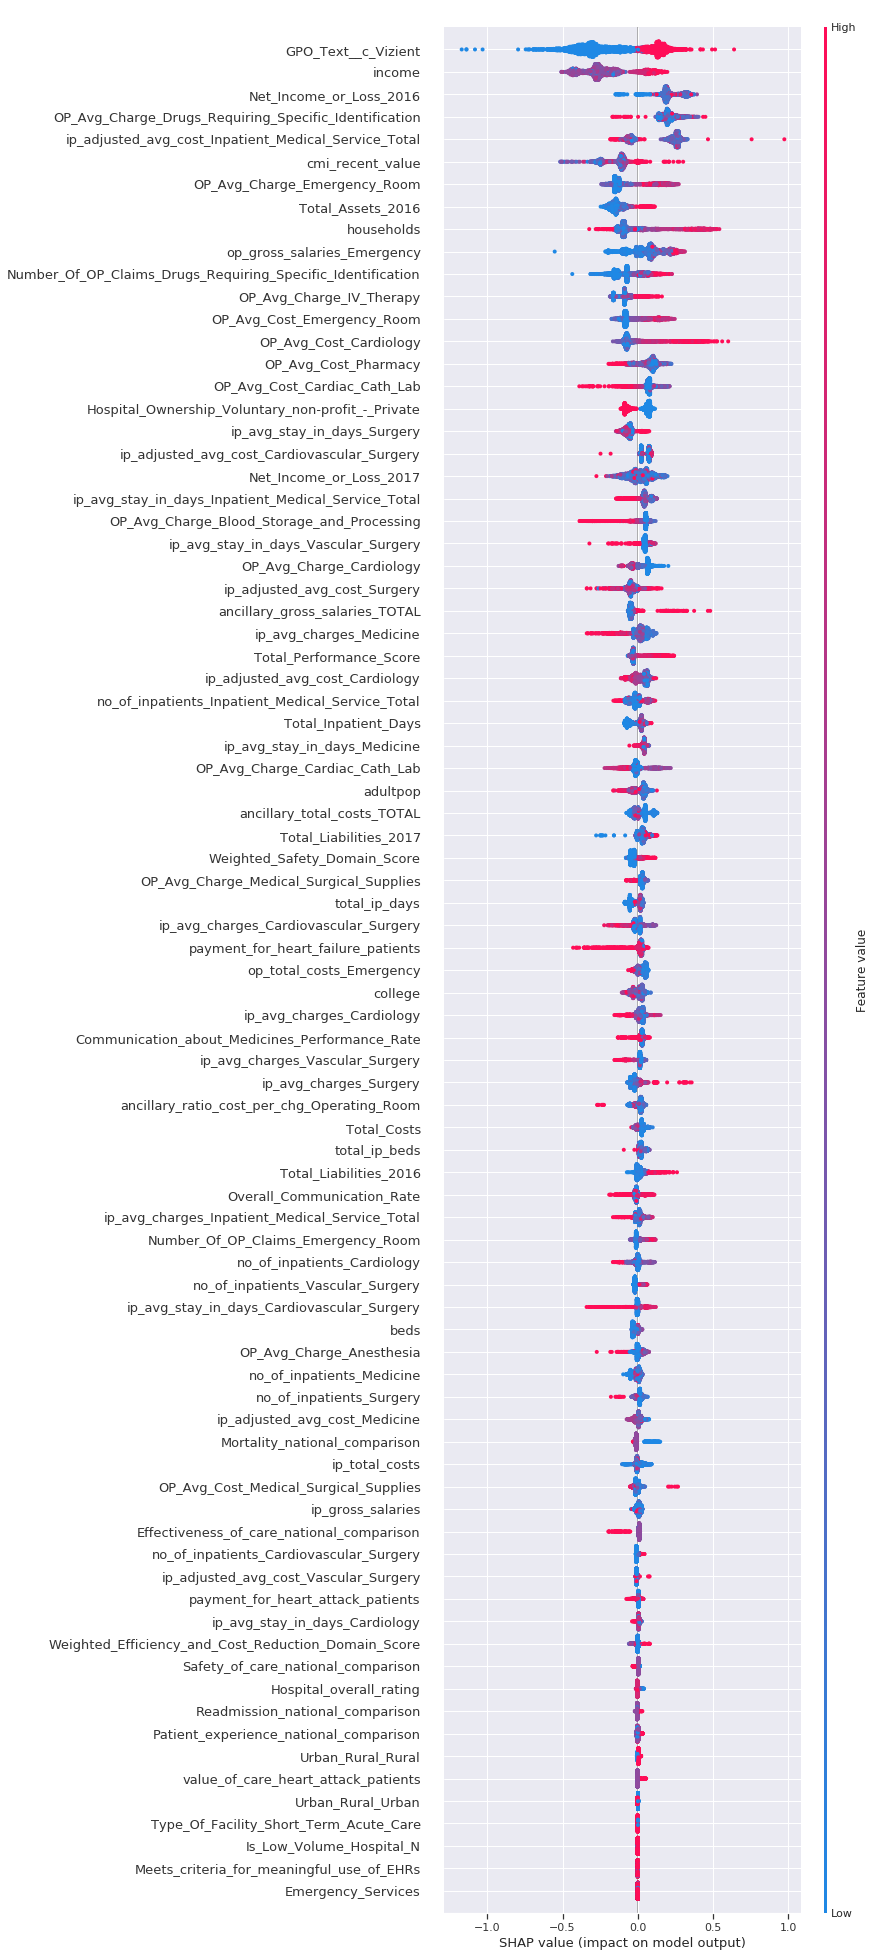 High
GPO_Text__c_Vizient
income
Net_Income_or_Loss_2016
OP_Avg_Charge_Drugs_Requiring_Specific_Identification
ip_adjusted_avg_cost_Inpatient_Medical_Service_Total
cmi_recent_value
OP_Avg_Charge_Emergency_Room
Total_Assets_2016
households
op_gross_salaries_Emergency
Number_Of_OP_Claims_Drugs_Requiring_Specific_Identification
OP_Avg_Charge_IV_Therapy
OP_Avg_Cost_Emergency_Room
OP_Avg_Cost_Cardiology
OP_Avg_Cost_Pharmacy
OP_Avg_Cost_Cardiac_Cath_Lab
Hospital_Ownership_Voluntary_non-profit_-_Private
ip_avg_stay_in_days_Surgery
ip_adjusted_avg_cost_Cardiovascular_Surgery
Net_Income_or_Loss_2017
ip_avg_stay_in_days_Inpatient_Medical_Service_Total
OP_Avg_Charge_Blood_Storage_and_Processing
ip_avg_stay_in_days_Vascular_Surgery
OP_Avg_Charge_Cardiology
ip_adjusted_avg_cost_Surgery
ancillary_gross_salaries_TOTAL
ip_avg_charges_Medicine
Total_Performance_Score
ip_adjusted_avg_cost_Cardiology
no_of_inpatients_Inpatient_Medical_Service_Total
Total_Inpatient_Days
ip_avg_stay_in_days_Medicine
OP_Avg_Charge_Cardiac_Cath_Lab
adultpop
ancillary_total_costs_TOTAL
Total_Liabilities_2017
Weighted_Safety_Domain_Score
OP_Avg_Charge_Medical_Surgical_Supplies
total_ip_days
ip_avg_charges_Cardiovascular_Surgery
payment_for_heart_failure_patients
op_total_costs_Emergency
college
ip_avg_charges_Cardiology
Communication_about_Medicines_Performance_Rate
ip_avg_charges_Vascular_Surgery
ip_avg_charges_Surgery
ancillary_ratio_cost_per_chg_Operating_Room
Total_Costs
total_ip_beds
Total_Liabilities_2016
Overall_Communication_Rate
ip_avg_charges_Inpatient_Medical_Service_Total
Number_Of_OP_Claims_Emergency_Room
no_of_inpatients_Cardiology
no_of_inpatients_Vascular_Surgery
ip_avg_stay_in_days_Cardiovascular_Surgery
beds
OP_Avg_Charge_Anesthesia
no_of_inpatients_Medicine
no_of_inpatients_Surgery
ip_adjusted_avg_cost_Medicine
Mortality_national_comparison
ip_total_costs
OP_Avg_Cost_Medical_Surgical_Supplies
ip_gross_salaries
Effectiveness_of_care_national_comparison
no_of_inpatients_Cardiovascular_Surgery
ip_adjusted_avg_cost_Vascular_Surgery
payment_for_heart_attack_patients
ip_avg_stay_in_days_Cardiology
Weighted_Efficiency_and_Cost_Reduction_Domain_Score
Safety_of_care_national_comparison
Hospital_overall_rating
Readmission_national_comparison
Patient_experience_national_comparison
Urban_Rural_Rural
value_of_care_heart_attack_patients
Urban_Rural_Urban
Type_Of_Facility_Short_Term_Acute_Care
Is_Low_Volume_Hospital_N
Meets_criteria_for_meaningful_use_of_EHRs
Emergency_Services
Feature value
Low
−1.0 −0.5 0.0 0.5 1.0
SHAP value (impact on model output)